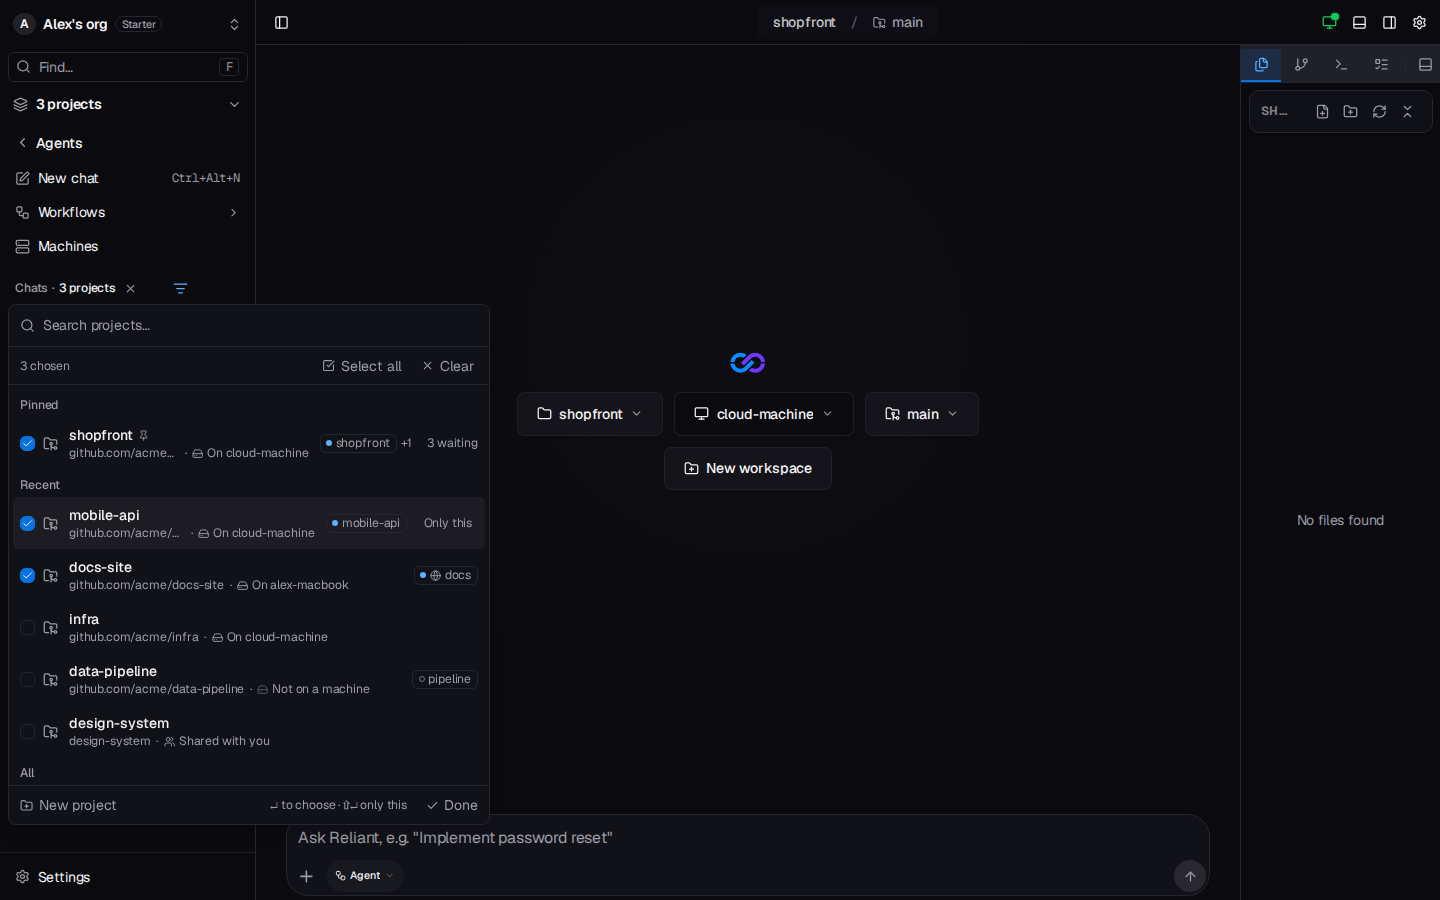 A Alex's org Starter
Find... F
3 projects
Agents
New chat Ctrl+Alt+N
Workflows
Machines
Chats · 3 projects
Search projects...
3 chosen Select all Clear
Pinned
shopfront
github.com/acme... · On cloud-machine shopfront +1 3 waiting
Recent
mobile-api
github.com/acme/... · On cloud-machine mobile-api Only this
docs-site
github.com/acme/docs-site · On alex-macbook docs
infra
github.com/acme/infra · On cloud-machine
data-pipeline
github.com/acme/data-pipeline · Not on a machine pipeline
design-system
design-system · Shared with you
All
New project ↵ to choose · ⇧↵ only this Done
Settings
shopfront / main
shopfront cloud-machine main
New workspace
Ask Reliant, e.g. "Implement password reset"
Agent
SH...
No files found